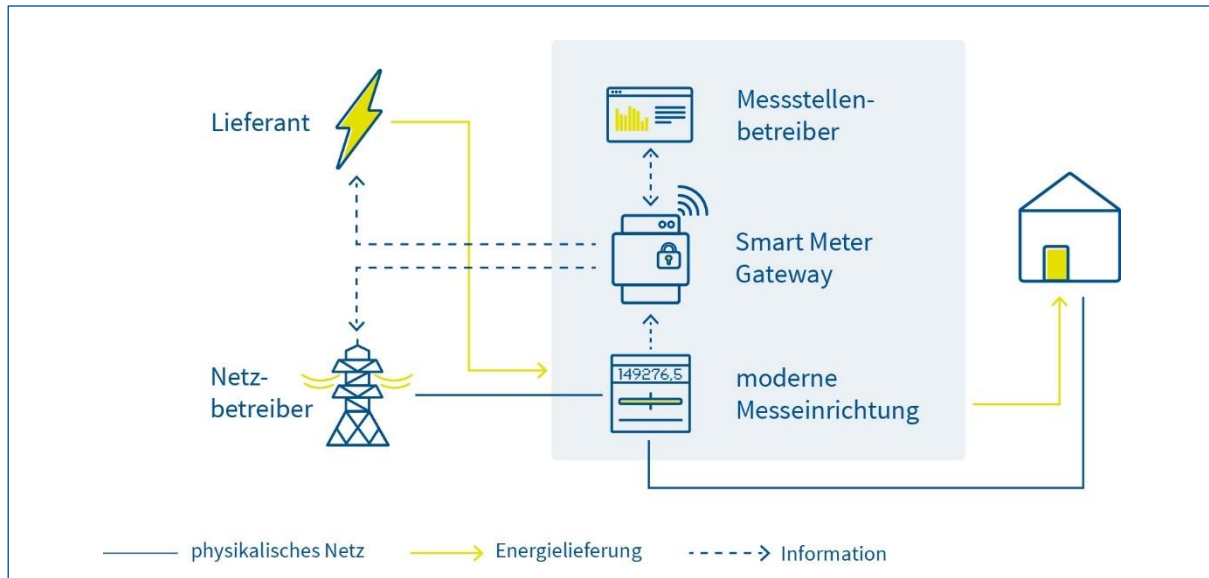 Lieferant
Messstellen-
betreiber
Smart Meter
Gateway
Netz-
betreiber
149276,5
moderne
Messeinrichtung
physikalisches Netz
Energielieferung
Information